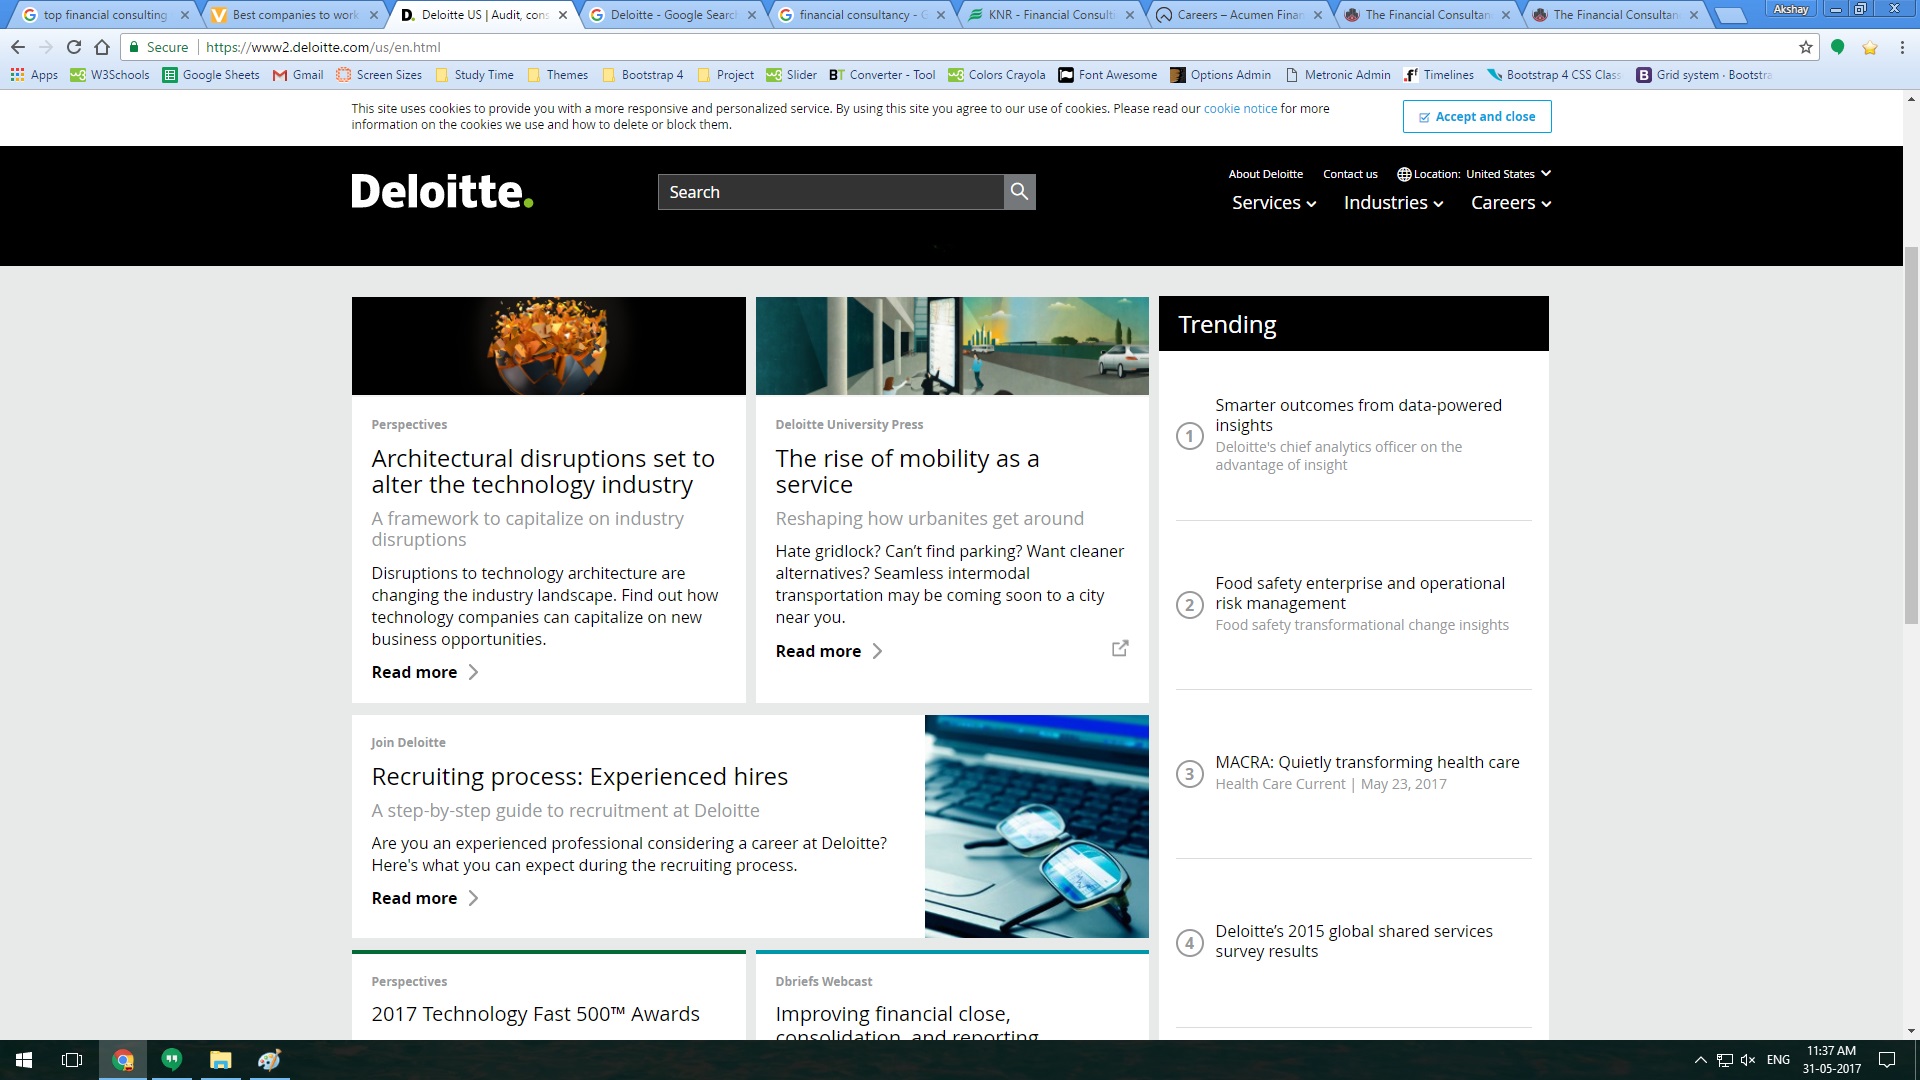 top financial consulting
Best companies to work
Deloitte US | Audit, cons
Deloitte - Google Search
financial consultancy - G
KNR - Financial Consult
Careers – Acumen Finan
The Financial Consultan
The Financial Consultan
Akshay
Secure
https://www2.deloitte.com/us/en.html
Apps
W3Schools
Google Sheets
Gmail
Screen Sizes
Study Time
Themes
Bootstrap 4
Project
Slider
BT Converter - Tool
Colors Crayola
Font Awesome
Options Admin
Metronic Admin
Timelines
Bootstrap 4 CSS Class
B Grid system · Bootstra
This site uses cookies to provide you with a more responsive and personalized service. By using this site you agree to our use of cookies. Please read our cookie notice for more
information on the cookies we use and how to delete or block them.
Accept and close
Deloitte.
Search
About Deloitte
Contact us
Location: United States
Services
Industries
Careers
Perspectives
Architectural disruptions set to
alter the technology industry
A framework to capitalize on industry
disruptions
Disruptions to technology architecture are
changing the industry landscape. Find out how
technology companies can capitalize on new
business opportunities.
Read more
Deloitte University Press
The rise of mobility as a
service
Reshaping how urbanites get around
Hate gridlock? Can’t find parking? Want cleaner
alternatives? Seamless intermodal
transportation may be coming soon to a city
near you.
Read more
Join Deloitte
Recruiting process: Experienced hires
A step-by-step guide to recruitment at Deloitte
Are you an experienced professional considering a career at Deloitte?
Here's what you can expect during the recruiting process.
Read more
Perspectives
2017 Technology Fast 500™ Awards
Dbriefs Webcast
Improving financial close,
consolidation, and reporting
Trending
1
Smarter outcomes from data-powered
insights
Deloitte's chief analytics officer on the
advantage of insight
2
Food safety enterprise and operational
risk management
Food safety transformational change insights
3
MACRA: Quietly transforming health care
Health Care Current | May 23, 2017
4
Deloitte’s 2015 global shared services
survey results
ENG
11:37 AM
31-05-2017